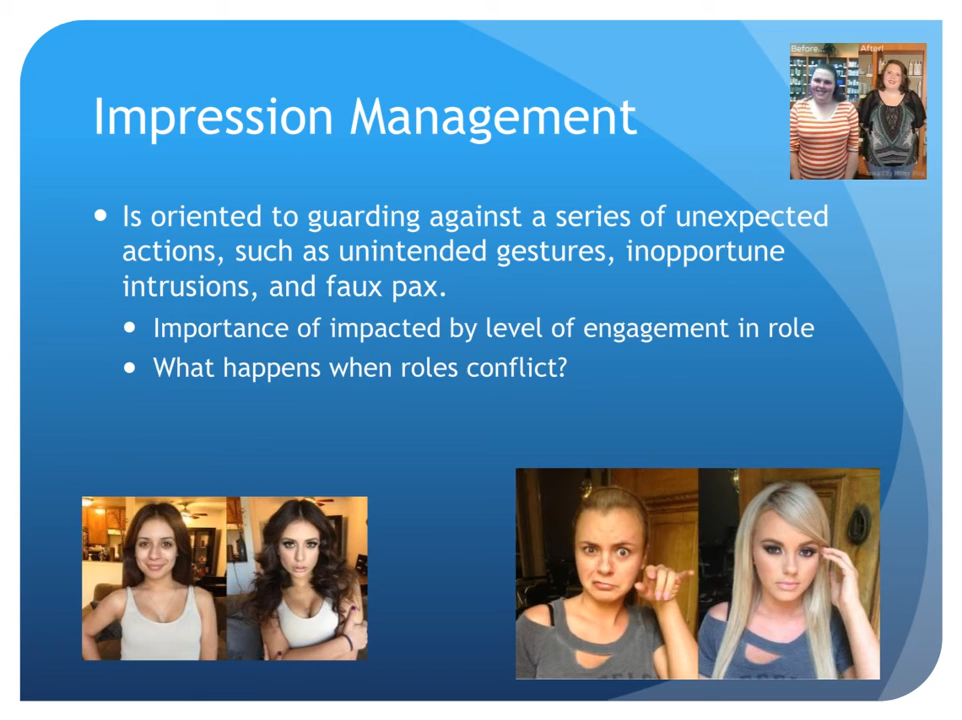 Before... After!
Impression Management
Is oriented to guarding against a series of unexpected
actions, such as unintended gestures, inopportune
intrusions, and faux pax.
Importance of impacted by level of engagement in role
What happens when roles conflict?